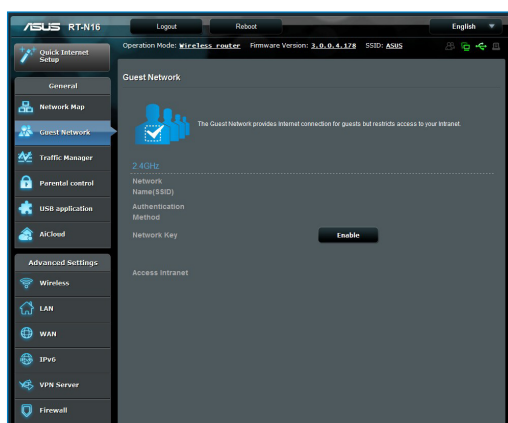 ASUS RT-N16 Logout Reboot English
Quick Internet Setup
Operation Mode: Wireless router Firmware Version: 3.0.0.4.178 SSID: ASUS
General
Network Map
Guest Network
Traffic Manager
Parental control
USB application
AiCloud
Advanced Settings
Wireless
LAN
WAN
IPv6
VPN Server
Firewall
Guest Network
The Guest Network provides Internet connection for guests but restricts access to your Intranet.
2.4GHz
Network
Name(SSID)
Authentication
Method
Network Key Enable
Access Intranet